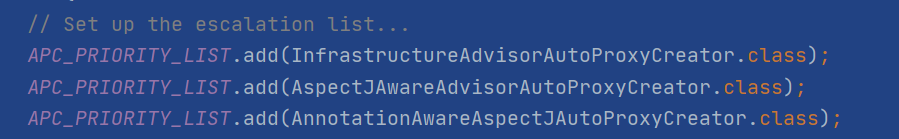 // Set up the escalation list...
APC_PRIORITY_LIST.add(InfrastructureAdvisorAutoProxyCreator.class);
APC_PRIORITY_LIST.add(AspectJAwareAdvisorAutoProxyCreator.class);
APC_PRIORITY_LIST.add(AnnotationAwareAspectJAutoProxyCreator.class);